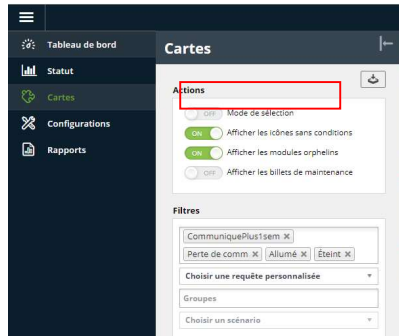 Tableau de bord
Statut
Cartes
Configurations
Rapports
Cartes
Actions
OFF Mode de sélection
ON Afficher les icônes sans conditions
ON Afficher les modules orphelins
OFF Afficher les billets de maintenance
Filtres
CommuniquePlus1sem ×
Perte de comm × Allumé × Éteint ×
Choisir une requête personnalisée
Groupes
Choisir un scénario